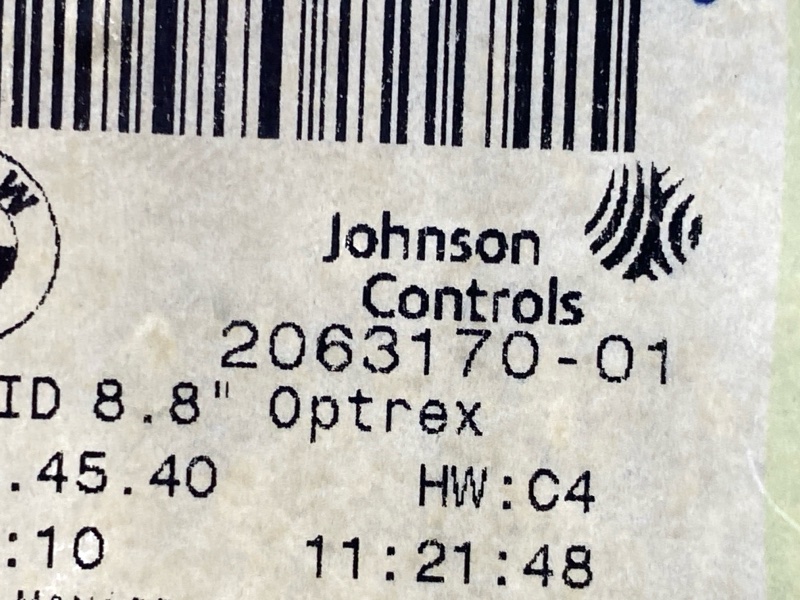 W
Johnson
Controls
2063170-01
ID 8.8" Optrex
.45.40 HW:C4
:10 11:21:48